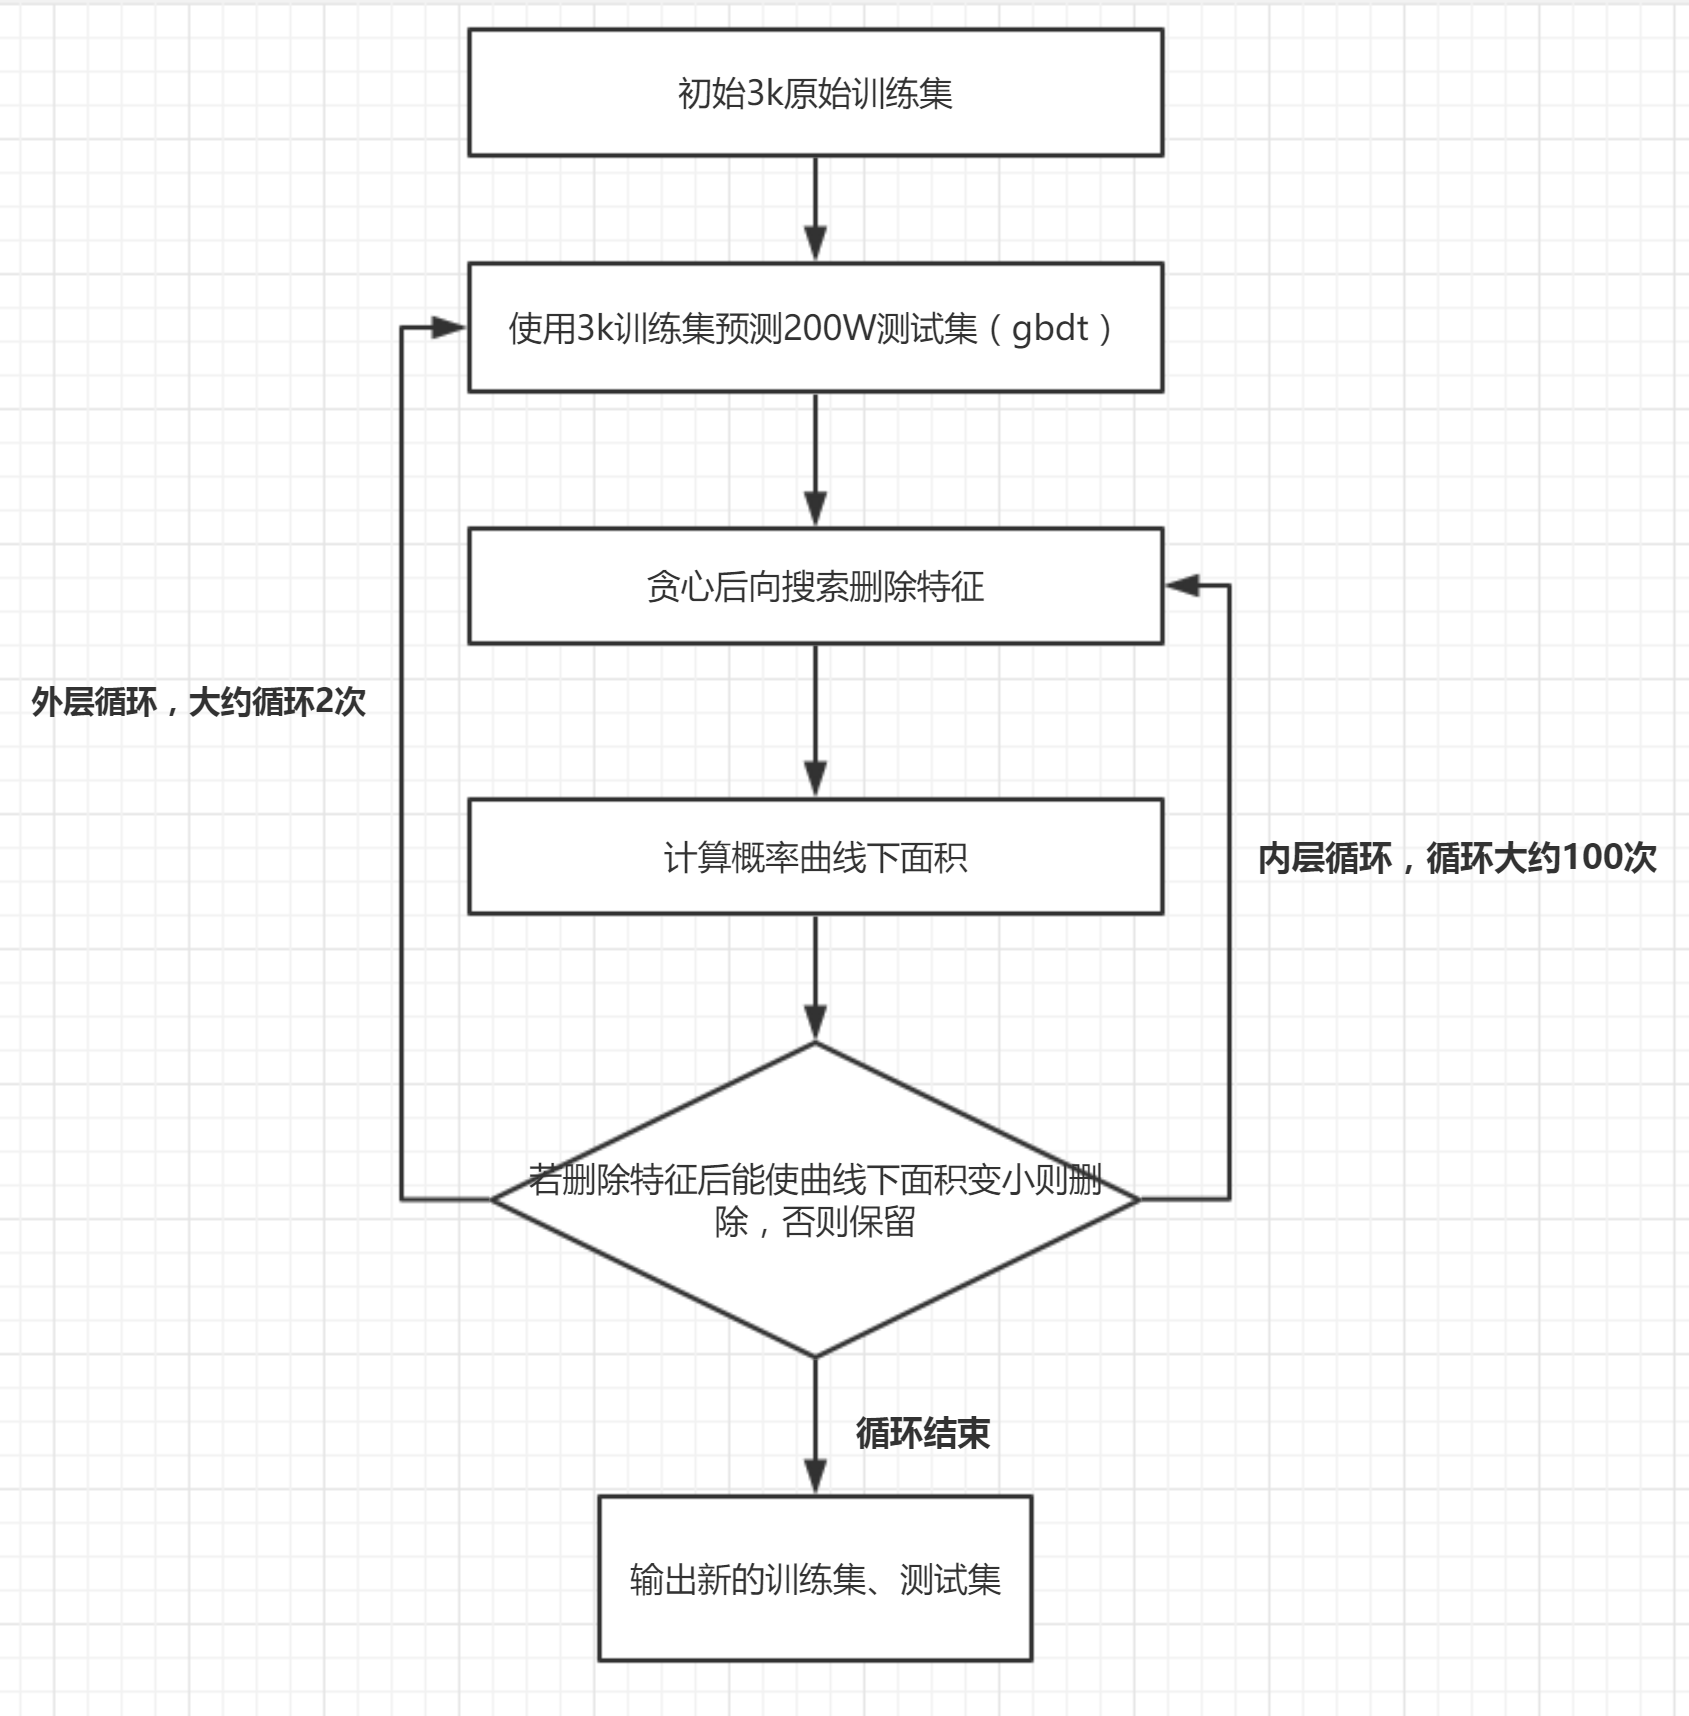 初始3k原始训练集
使用3k训练集预测200W测试集（gbdt）
贪心后向搜索删除特征
外层循环，大约循环2次
计算概率曲线下面积
内层循环，循环大约100次
若删除特征后能使曲线下面积变小则删
除，否则保留
循环结束
输出新的训练集、测试集